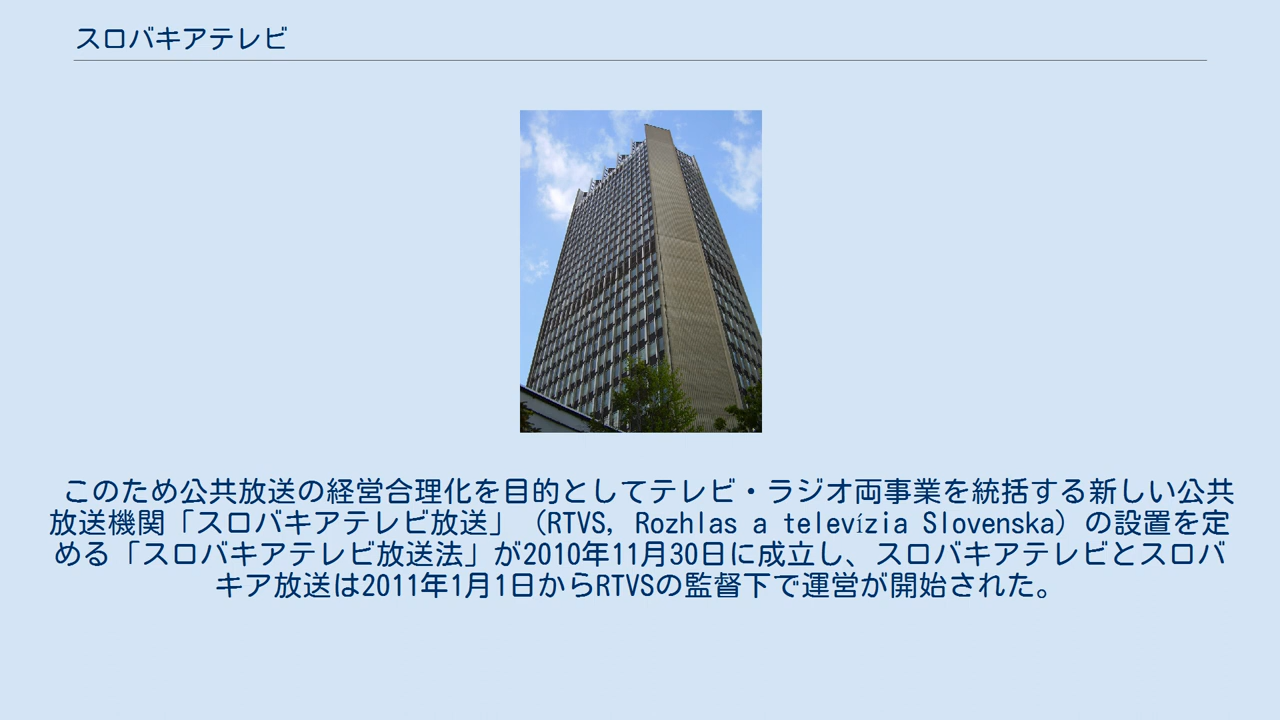 スロバキアテレビ
このため公共放送の経営合理化を目的としてテレビ・ラジオ両事業を統括する新しい公共
放送機関「スロバキアテレビ放送」（RTVS, Rozhlas a televízia Slovenska）の設置を定
める「スロバキアテレビ放送法」が2010年11月30日に成立し、スロバキアテレビとスロバ
キア放送は2011年1月1日からRTVSの監督下で運営が開始された。